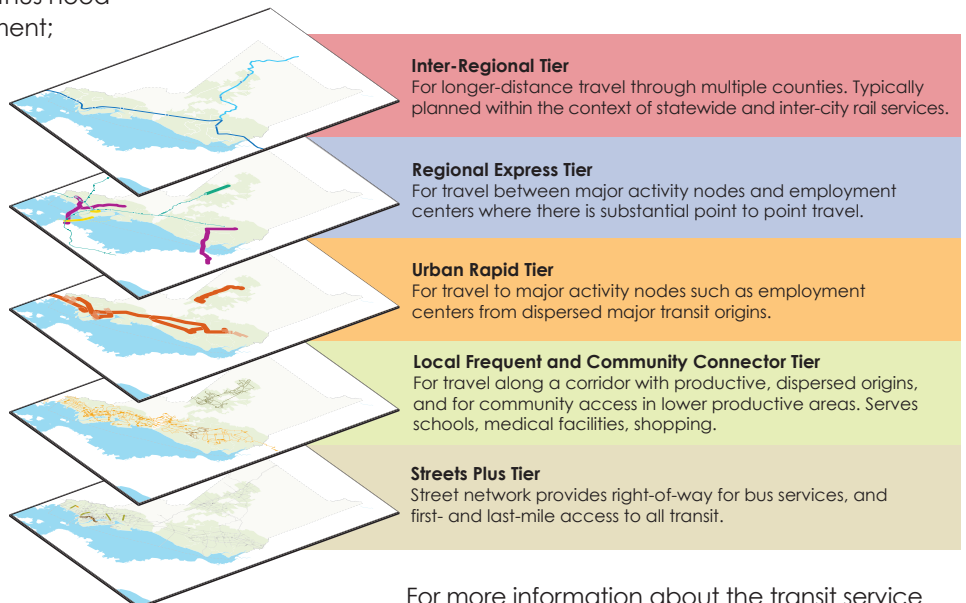 ment;
Inter-Regional Tier
For longer-distance travel through multiple counties. Typically
planned within the context of statewide and inter-city rail services.
Regional Express Tier
For travel between major activity nodes and employment
centers where there is substantial point to point travel.
Urban Rapid Tier
For travel to major activity nodes such as employment
centers from dispersed major transit origins.
Local Frequent and Community Connector Tier
For travel along a corridor with productive, dispersed origins,
and for community access in lower productive areas. Serves
schools, medical facilities, shopping.
Streets Plus Tier
Street network provides right-of-way for bus services, and
first- and last-mile access to all transit.
For more information about the transit service